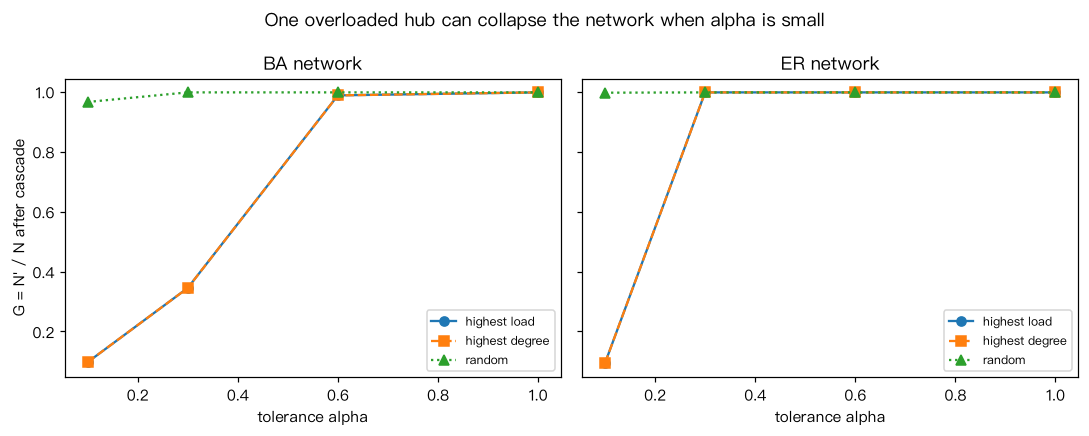 One overloaded hub can collapse the network when alpha is small
BA network
G = N' / N after cascade
1.0
0.8
0.6
0.4
0.2
0.2
0.4
0.6
0.8
1.0
tolerance alpha
highest load
highest degree
random
ER network
0.2
0.4
0.6
0.8
1.0
tolerance alpha
highest load
highest degree
random